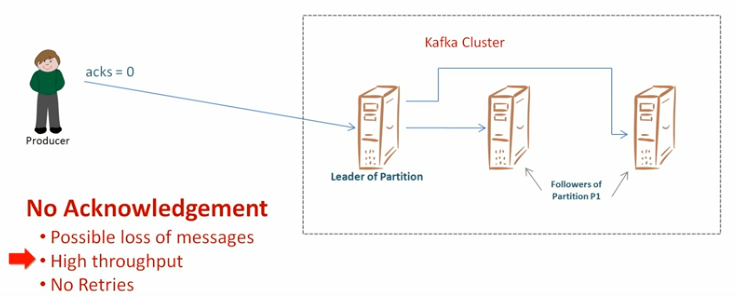 Kafka Cluster
acks = 0
Producer
Leader of Partition
Followers of
Partition P1
No Acknowledgement
• Possible loss of messages
• High throughput
• No Retries